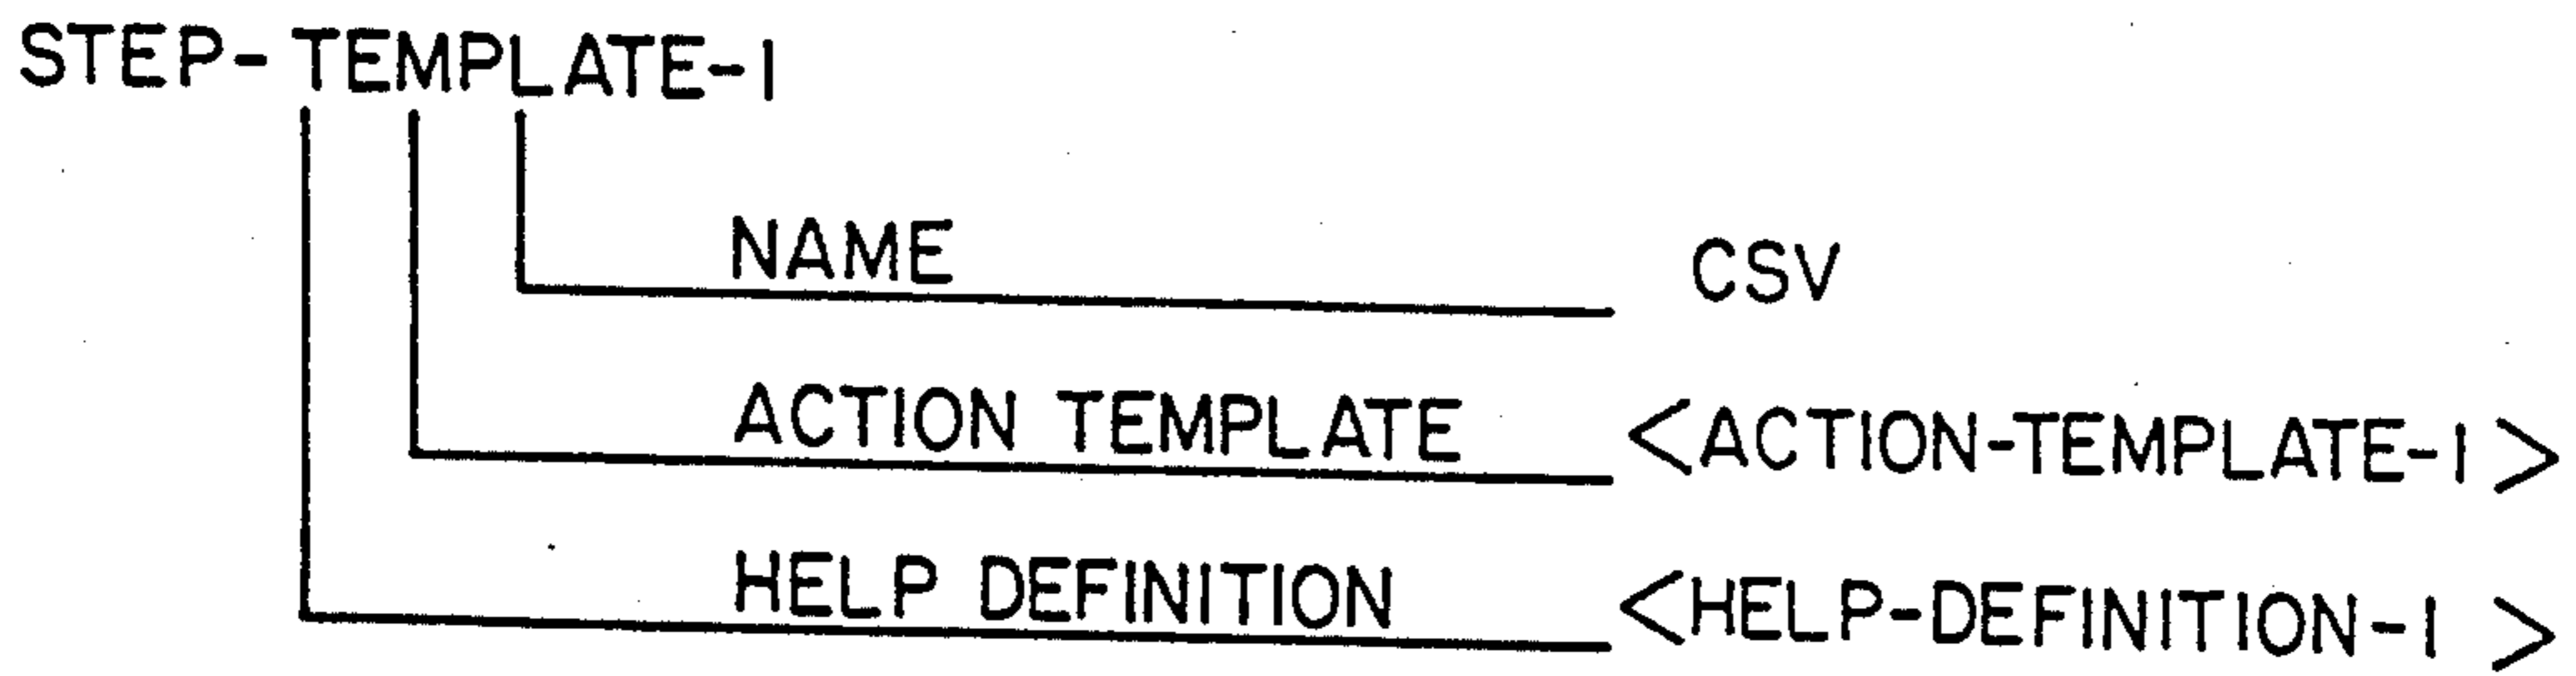 STEP-TEMPLATE-1
NAME CSV
ACTION TEMPLATE <ACTION-TEMPLATE-1>
HELP DEFINITION <HELP-DEFINITION-1>